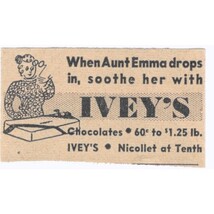 When Aunt Emma drops
in, soothe her with
IVEY'S
Chocolates • 60¢ to $1.25 lb.
IVEY'S • Nicollet at Tenth